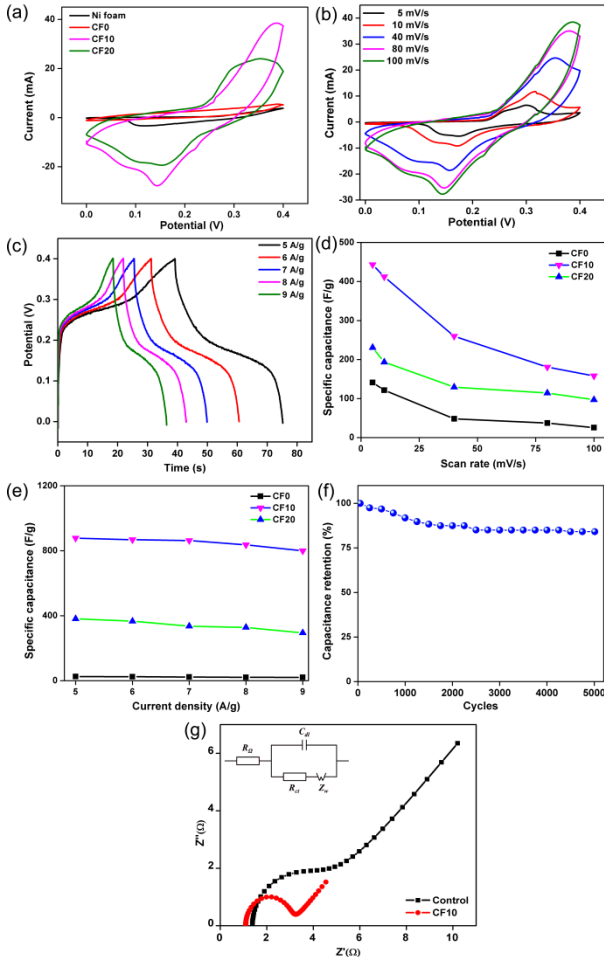 (a)
Ni foam
CF0
CF10
CF20
Current (mA)
40
20
0
-20
0.0 0.1 0.2 0.3 0.4
Potential (V)
(b)
5 mV/s
10 mV/s
40 mV/s
80 mV/s
100 mV/s
Current (mA)
50
40
30
20
10
0
-10
-20
-30
0.0 0.1 0.2 0.3 0.4
Potential (V)
(c)
5 A/g
6 A/g
7 A/g
8 A/g
9 A/g
Potential (V)
0.4
0.3
0.2
0.1
0.0
0 10 20 30 40 50 60 70 80
Time (s)
(d)
CF0
CF10
CF20
Specific capacitance (F/g)
500
400
300
200
100
0
0 25 50 75 100
Scan rate (mV/s)
(e)
CF0
CF10
CF20
Specific capacitance (F/g)
1200
800
400
0
5 6 7 8 9
Current density (A/g)
(f)
Capacitance retention (%)
100
75
50
25
0
0 1000 2000 3000 4000 5000
Cycles
(g)
Cdl
RΩ
Rct Zw
Z''(Ω)
6
4
2
0
0 2 4 6 8 10
Z'(Ω)
Control
CF10